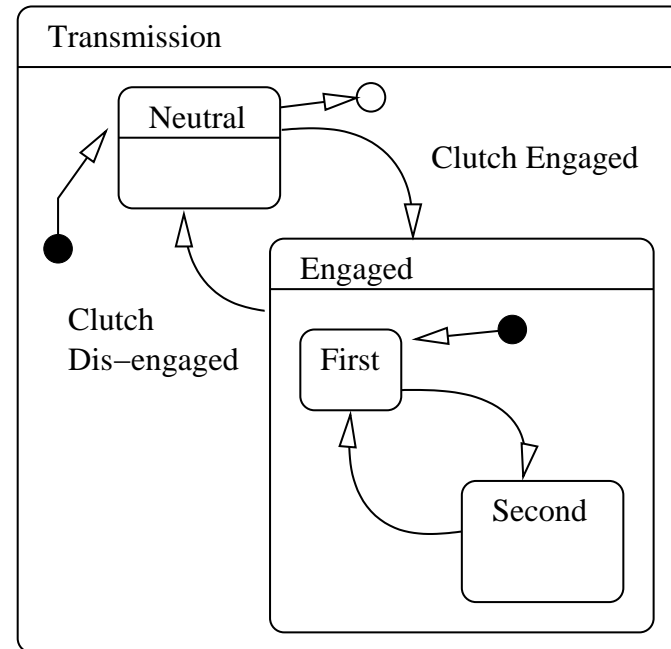 Transmission
Neutral
Clutch Engaged
Engaged
Clutch
Dis−engaged
First
Second